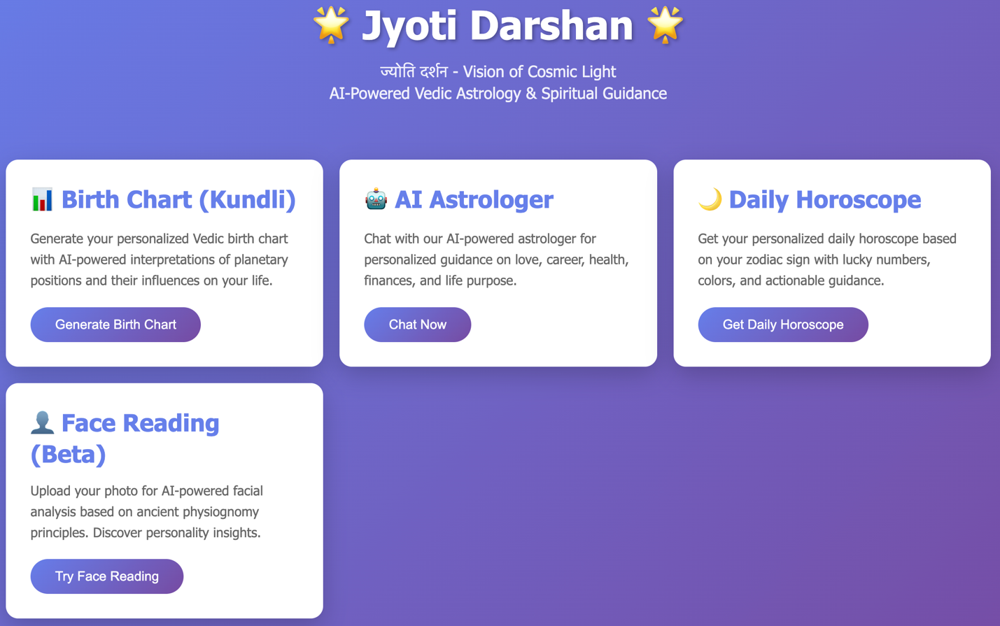 🌟 Jyoti Darshan 🌟
ज्योति दर्शन - Vision of Cosmic Light
AI-Powered Vedic Astrology & Spiritual Guidance
📊 Birth Chart (Kundli)
Generate your personalized Vedic birth chart
with AI-powered interpretations of planetary
positions and their influences on your life.
Generate Birth Chart
🤖 AI Astrologer
Chat with our AI-powered astrologer for
personalized guidance on love, career, health,
finances, and life purpose.
Chat Now
🌙 Daily Horoscope
Get your personalized daily horoscope based
on your zodiac sign with lucky numbers,
colors, and actionable guidance.
Get Daily Horoscope
👤 Face Reading
(Beta)
Upload your photo for AI-powered facial
analysis based on ancient physiognomy
principles. Discover personality insights.
Try Face Reading